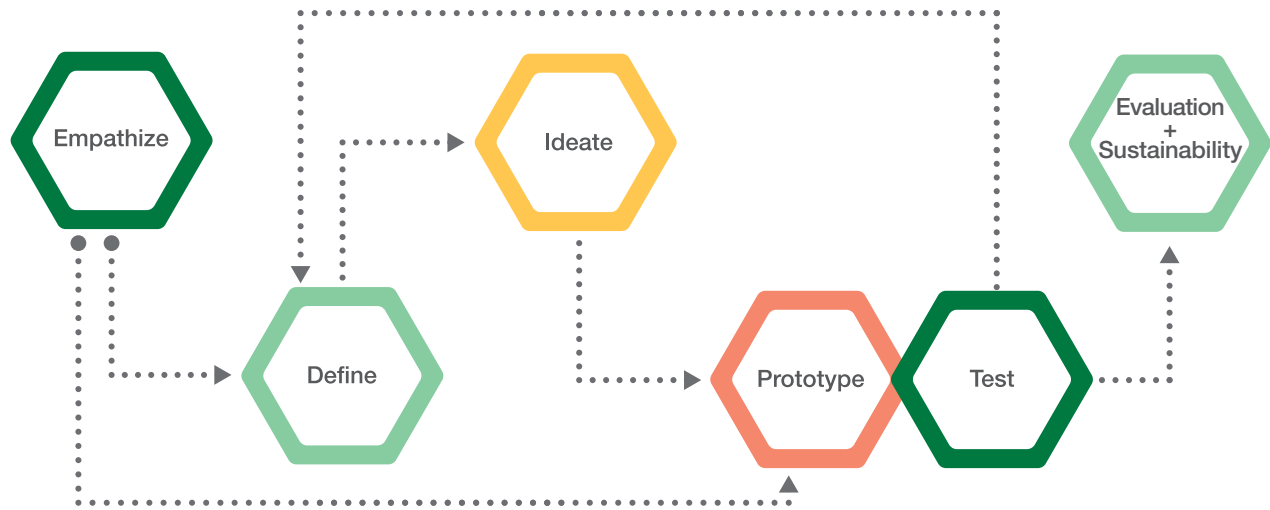 Empathize
Define
Ideate
Prototype
Test
Evaluation
+
Sustainability